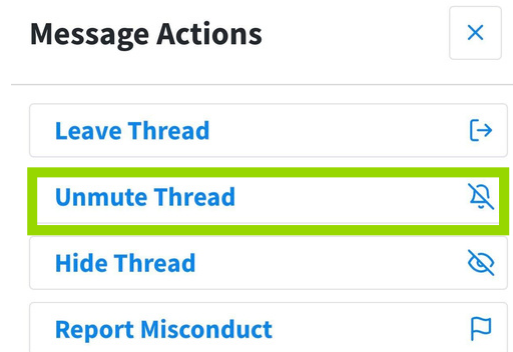 Message Actions
Leave Thread
Unmute Thread
Hide Thread
Report Misconduct